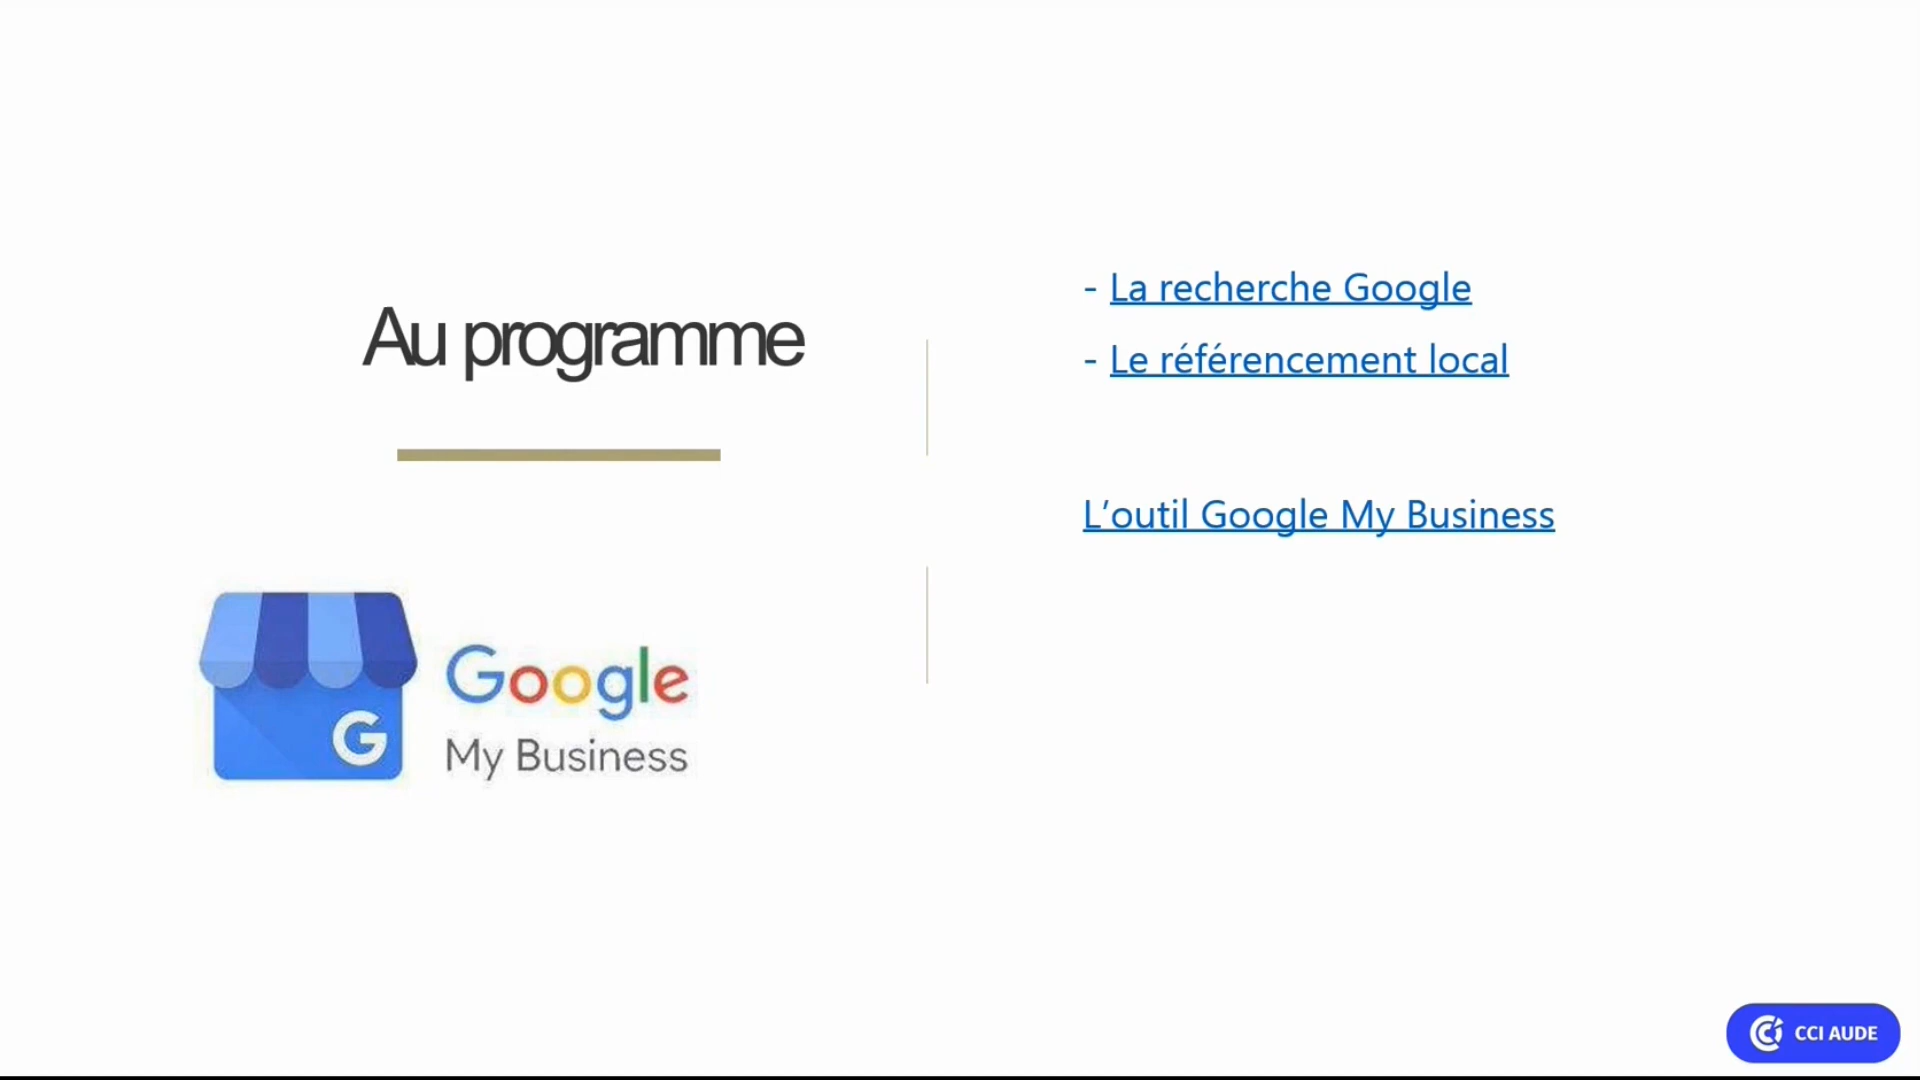 Au programme
- La recherche Google
- Le référencement local
L’outil Google My Business
G
Google
My Business
CCI AUDE